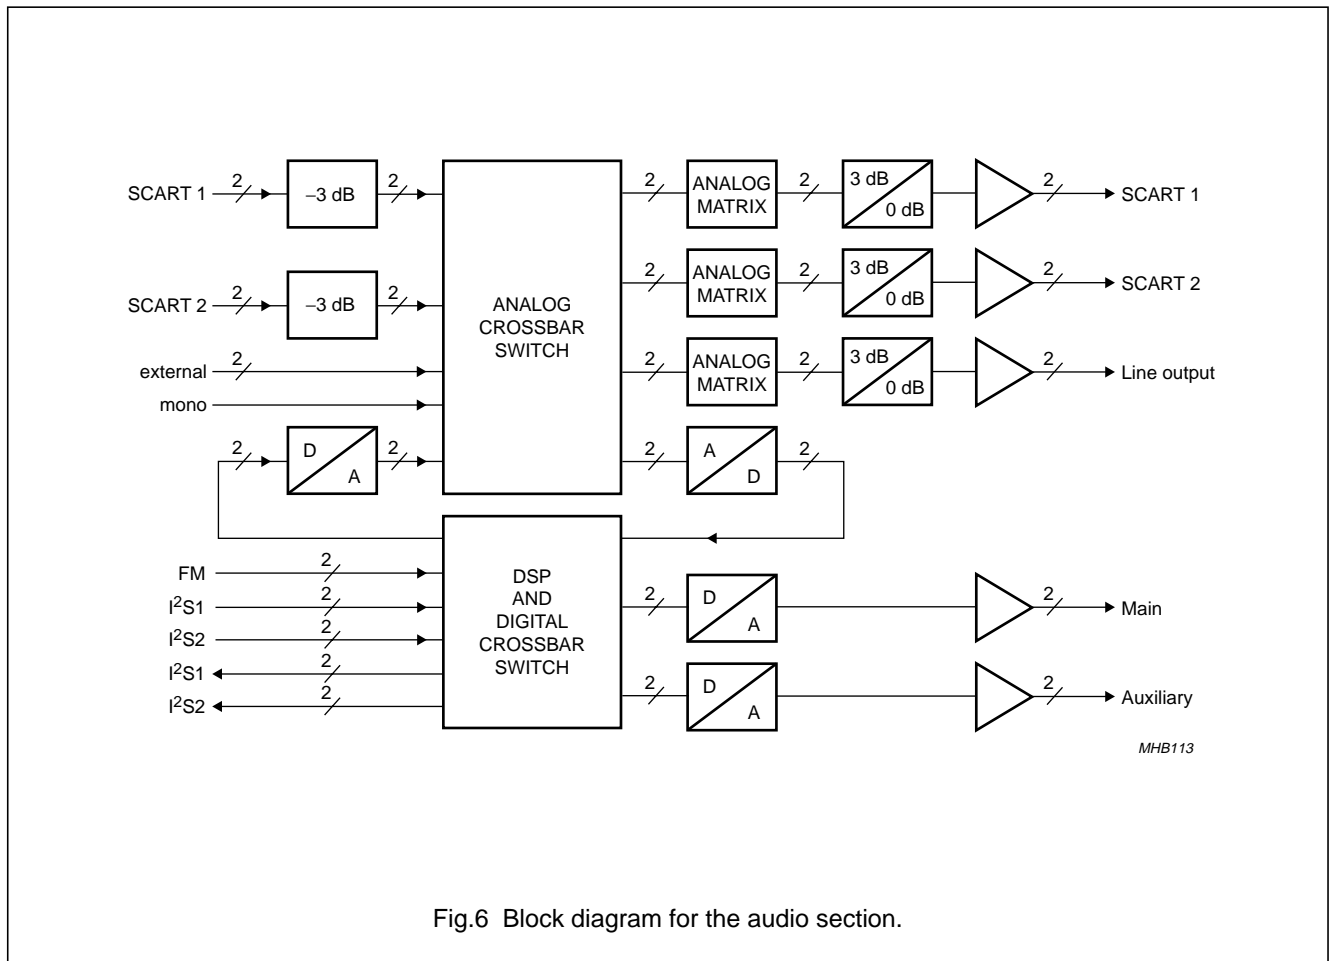 SCART 1
2
–3 dB
2
2
ANALOG
MATRIX
2
3 dB
0 dB
2
SCART 1
SCART 2
2
–3 dB
2
ANALOG
CROSSBAR
SWITCH
2
ANALOG
MATRIX
2
3 dB
0 dB
2
SCART 2
external
2
mono
2
ANALOG
MATRIX
2
3 dB
0 dB
2
Line output
2
D
A
2
2
A
D
2
FM
2
I²S1
2
I²S2
2
I²S1
2
I²S2
2
DSP
AND
DIGITAL
CROSSBAR
SWITCH
2
D
A
2
Main
2
D
A
2
Auxiliary
MHB113
Fig.6 Block diagram for the audio section.